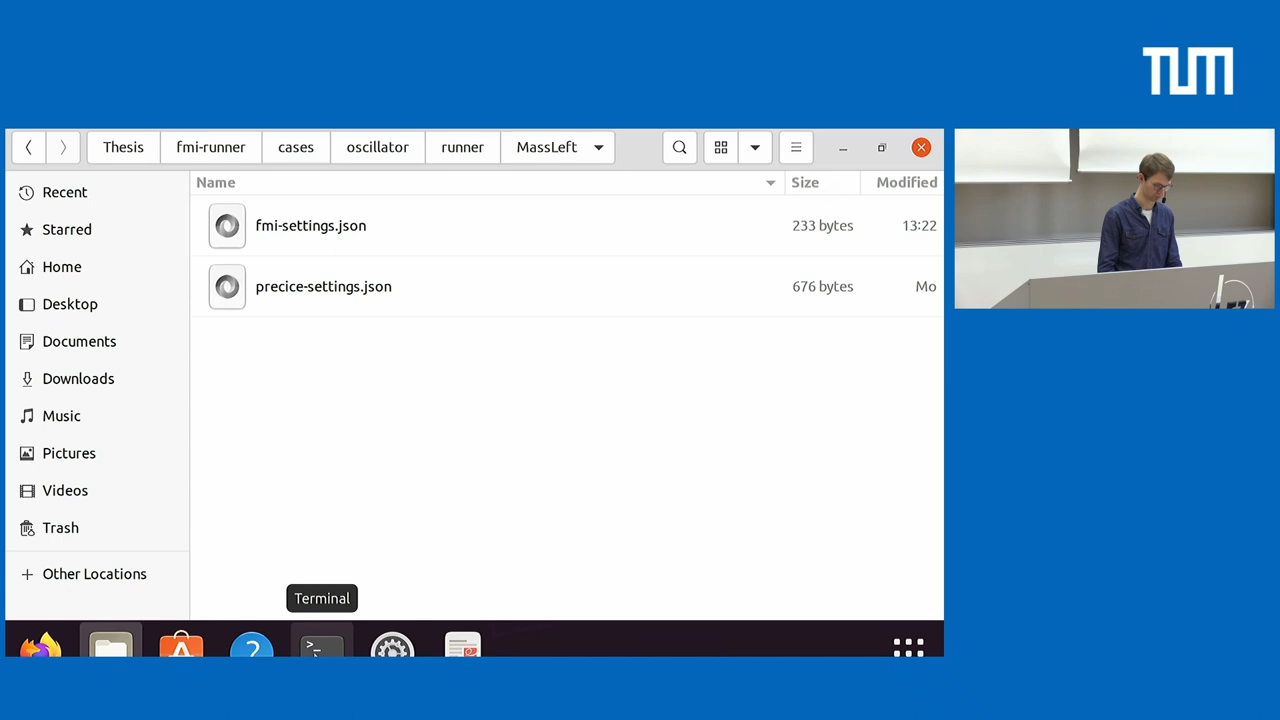 TUM
Thesis
fmi-runner
cases
oscillator
runner
MassLeft
Name
Size
Modified
Recent
Starred
Home
Desktop
Documents
Downloads
Music
Pictures
Videos
Trash
Other Locations
fmi-settings.json
233 bytes
13:22
precice-settings.json
676 bytes
Mo
Terminal